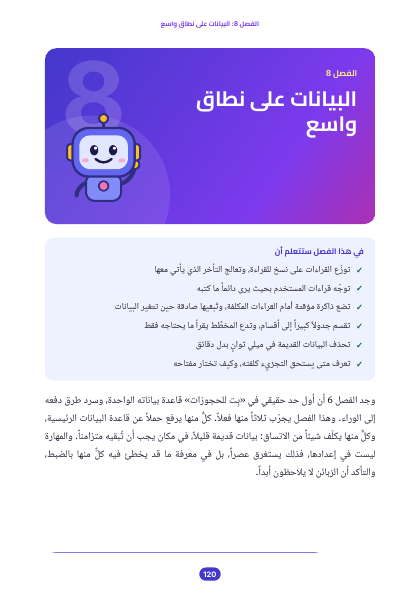 الفصل 8: البيانات على نطاق واسع
8
الفصل 8
البيانات على نطاق
واسع
في هذا الفصل ستتعلم أن
✓ توزّع القراءات على نسخ للقراءة، وتعالج التأخر الذي يأتي معها
✓ توجّه قراءات المستخدم بحيث يرى دائماً ما كتبه
✓ تضع ذاكرة مؤقتة أمام القراءات المكلفة، وتُبقيها صادقة حين تتغير البيانات
✓ تقسم جدولاً كبيراً إلى أقسام، وتدع المخطِّط يقرأ ما يحتاجه فقط
✓ تحذف البيانات القديمة في ميلي ثوانٍ بدل دقائق
✓ تعرف متى يستحق التجزيء كلفته، وكيف تختار مفتاحه
وجد الفصل 6 أن أول حد حقيقي في «بِت للحجوزات» قاعدة بياناته الواحدة، وسرد طرق دفعه
إلى الوراء. وهذا الفصل يجرّب ثلاثاً منها فعلاً. كلٌّ منها يرفع حملاً عن قاعدة البيانات الرئيسية،
وكلٌّ منها يكلّف شيئاً من الاتساق: بيانات قديمة قليلاً، في مكان يجب أن تُبقيه متزامناً. والمهارة
ليست في إعدادها، فذلك يستغرق عصراً، بل في معرفة ما قد يخطئ فيه كلٌّ منها بالضبط،
والتأكد أن الزبائن لا يلاحظون أبداً.
120